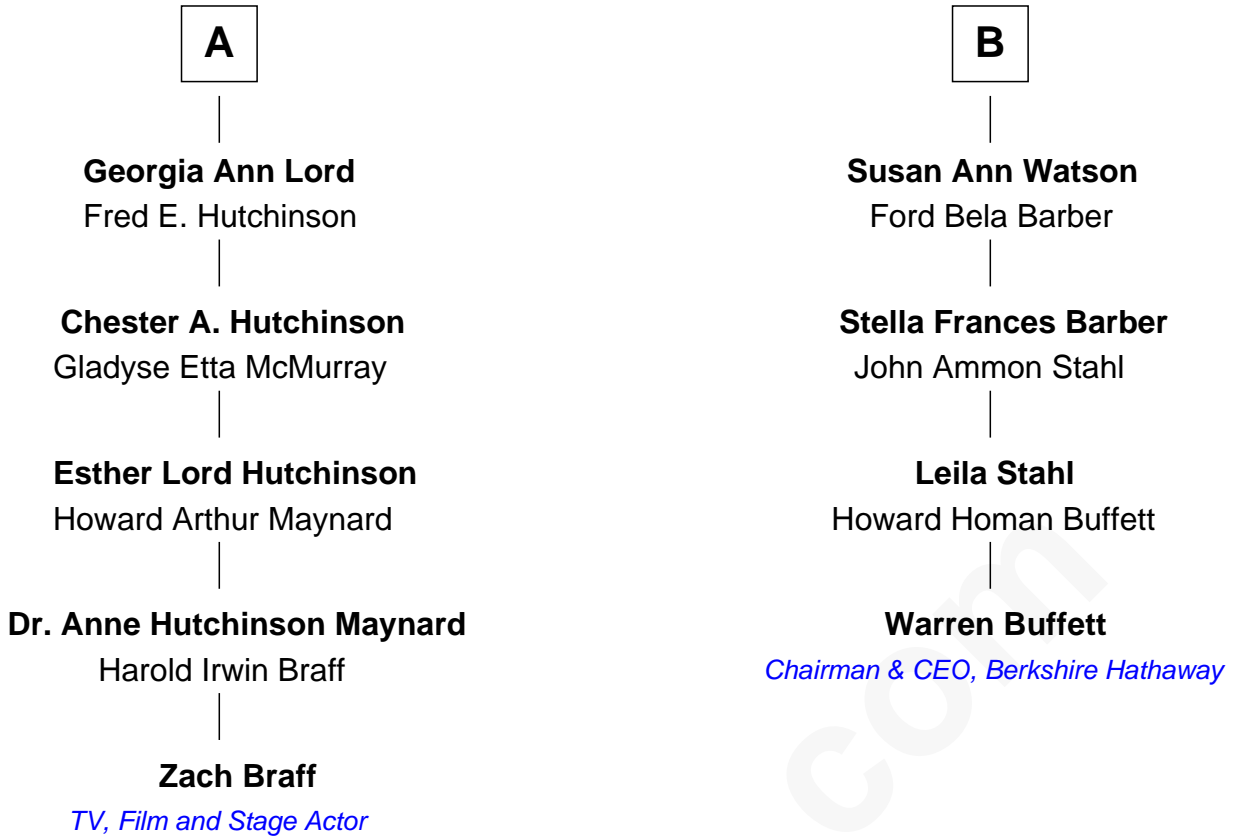 A
Georgia Ann Lord
Fred E. Hutchinson
Chester A. Hutchinson
Gladyse Etta McMurray
Esther Lord Hutchinson
Howard Arthur Maynard
Dr. Anne Hutchinson Maynard
Harold Irwin Braff
Zach Braff
TV, Film and Stage Actor
B
Susan Ann Watson
Ford Bela Barber
Stella Frances Barber
John Ammon Stahl
Leila Stahl
Howard Homan Buffett
Warren Buffett
Chairman & CEO, Berkshire Hathaway
com